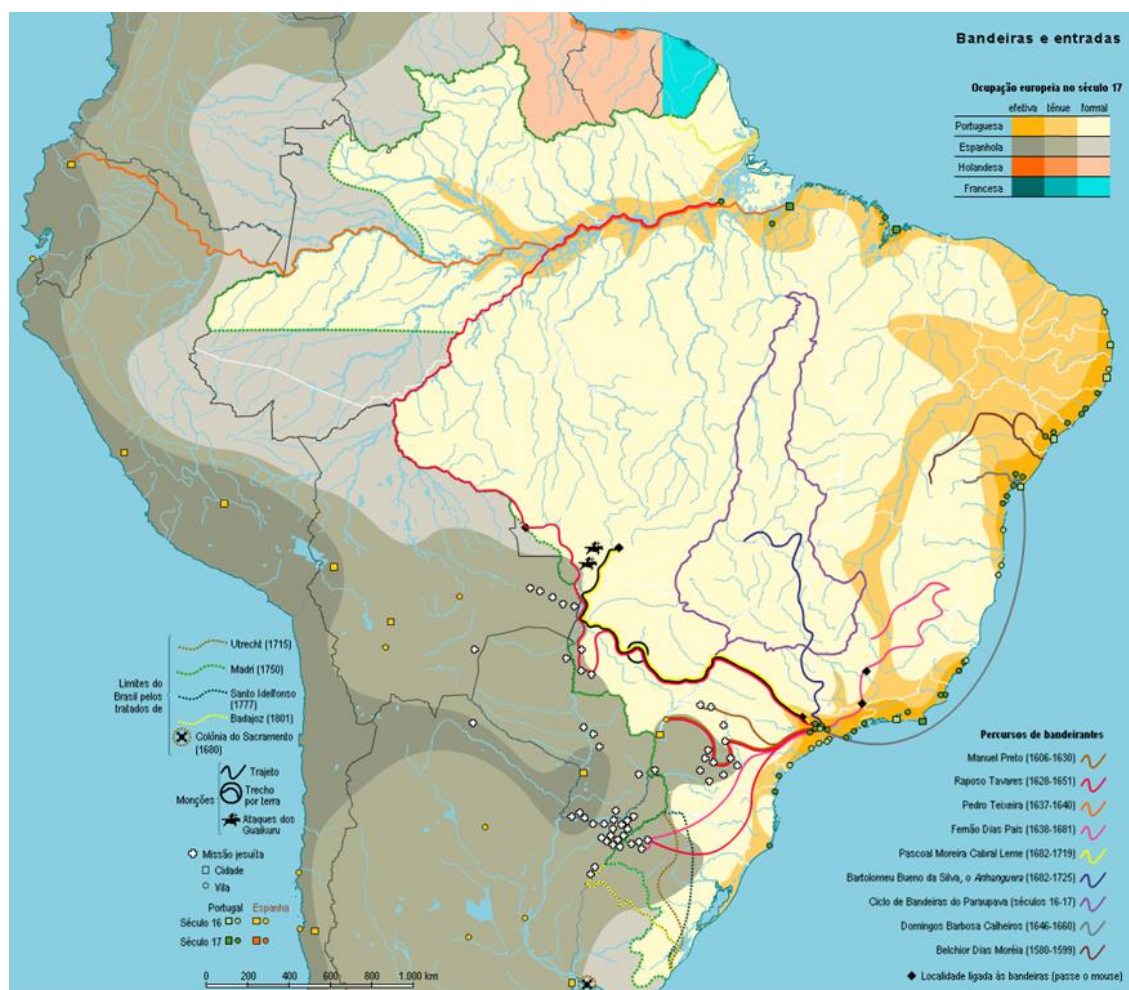 Bandeiras e entradas
Ocupação europeia no século 17
efetiva tênue formal
Portuguesa
Espanhola
Holandesa
Francesa
Limites do
Brasil pelos
tratados de
Utrecht (1715)
Madri (1750)
Santo Idelfonso
(1777)
Badajoz (1801)
Colônia do Sacramento
(1680)
Monções
Trajeto
Trecho
por terra
Ataques dos
Guaikuru
Missão jesuíta
Cidade
Vila
Portugal Espanha
Século 16
Século 17
0 200 400 600 800 1.000 km
Percursos de bandeirantes
Manuel Preto (1606-1630)
Raposo Tavares (1628-1651)
Pedro Teixeira (1637-1640)
Fernão Dias Pais (1638-1681)
Pascoal Moreira Cabral Leme (1682-1719)
Bartolomeu Bueno da Silva, o Anhanguera (1682-1725)
Ciclo de Bandeiras do Paraupava (séculos 16-17)
Domingos Barbosa Calheiros (1646-1660)
Belchior Dias Moréia (1580-1599)
Localidade ligada às bandeiras (passe o mouse)